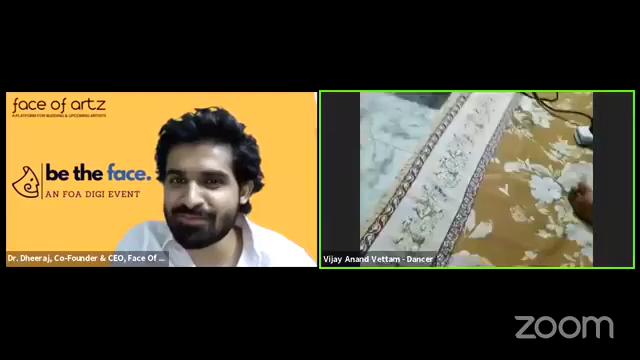 face of artz
A PLATFORM FOR BUDDING & UPCOMING ARTISTS
be the face.
AN FOA DIGI EVENT
Dr. Dheeraj, Co-Founder & CEO, Face Of ...
Vijay Anand Vettam - Dancer
zoom